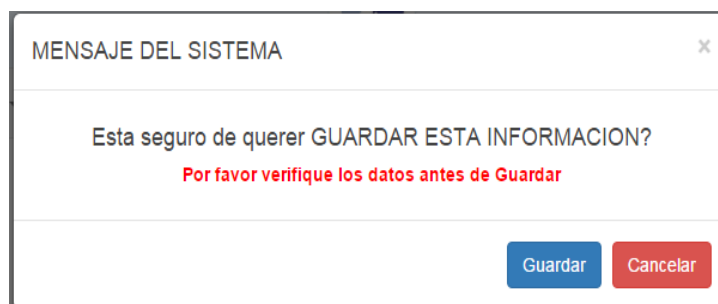 MENSAJE DEL SISTEMA ×
Esta seguro de querer GUARDAR ESTA INFORMACION?
Por favor verifique los datos antes de Guardar
Guardar Cancelar